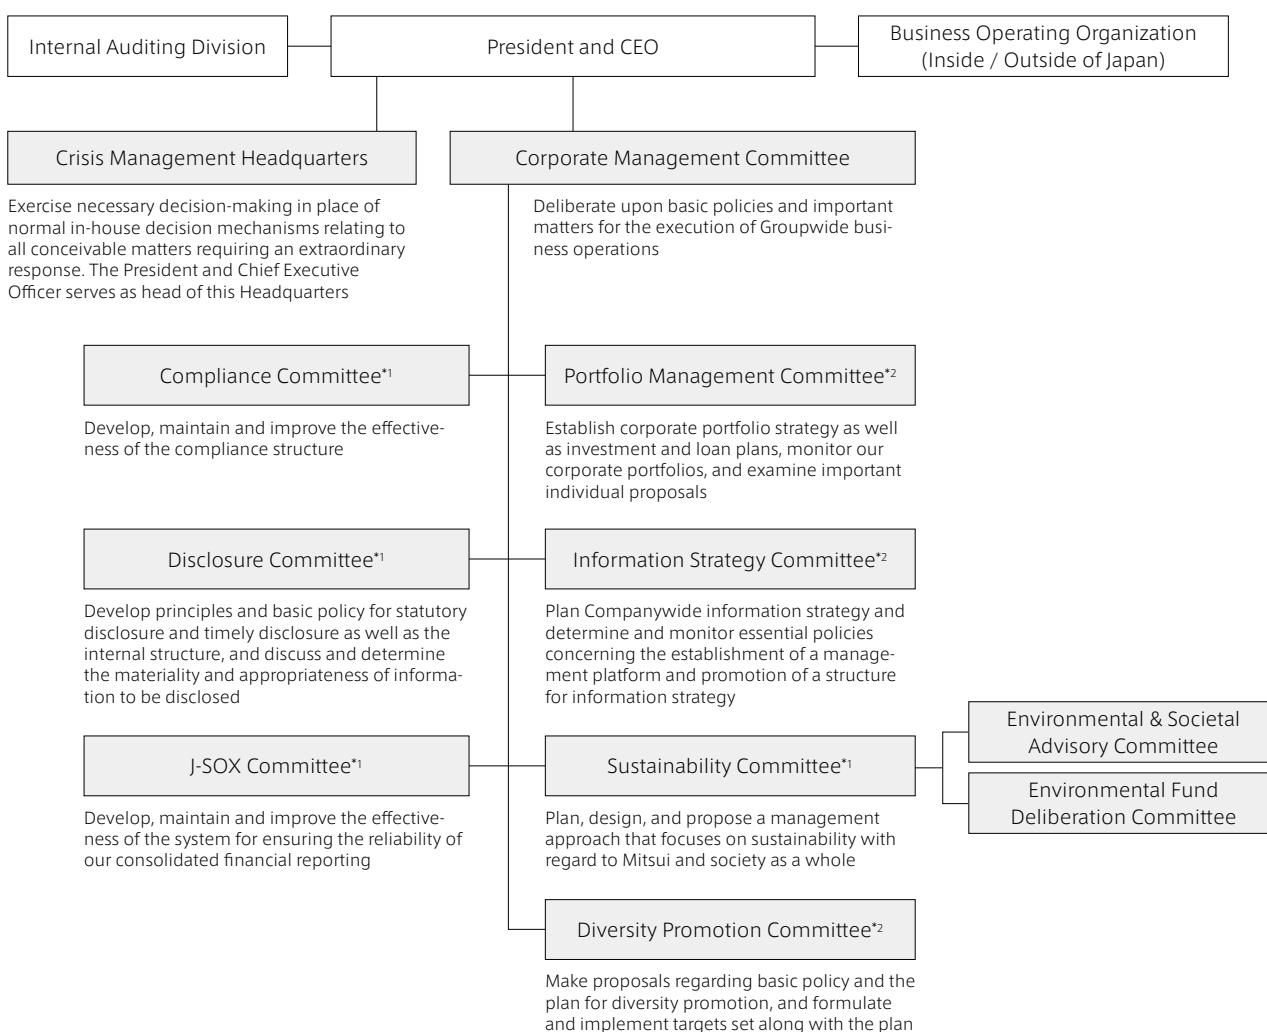 Internal Auditing Division
President and CEO
Business Operating Organization
(Inside / Outside of Japan)
Crisis Management Headquarters
Exercise necessary decision-making in place of
normal in-house decision mechanisms relating to
all conceivable matters requiring an extraordinary
response. The President and Chief Executive
Officer serves as head of this Headquarters
Corporate Management Committee
Deliberate upon basic policies and important
matters for the execution of Groupwide busi-
ness operations
Compliance Committee*1
Develop, maintain and improve the effective-
ness of the compliance structure
Portfolio Management Committee*2
Establish corporate portfolio strategy as well
as investment and loan plans, monitor our
corporate portfolios, and examine important
individual proposals
Disclosure Committee*1
Develop principles and basic policy for statutory
disclosure and timely disclosure as well as the
internal structure, and discuss and determine
the materiality and appropriateness of informa-
tion to be disclosed
Information Strategy Committee*2
Plan Companywide information strategy and
determine and monitor essential policies
concerning the establishment of a manage-
ment platform and promotion of a structure
for information strategy
J-SOX Committee*1
Develop, maintain and improve the effective-
ness of the system for ensuring the reliability of
our consolidated financial reporting
Sustainability Committee*1
Plan, design, and propose a management
approach that focuses on sustainability with
regard to Mitsui and society as a whole
Environmental & Societal
Advisory Committee
Environmental Fund
Deliberation Committee
Diversity Promotion Committee*2
Make proposals regarding basic policy and the
plan for diversity promotion, and formulate
and implement targets set along with the plan